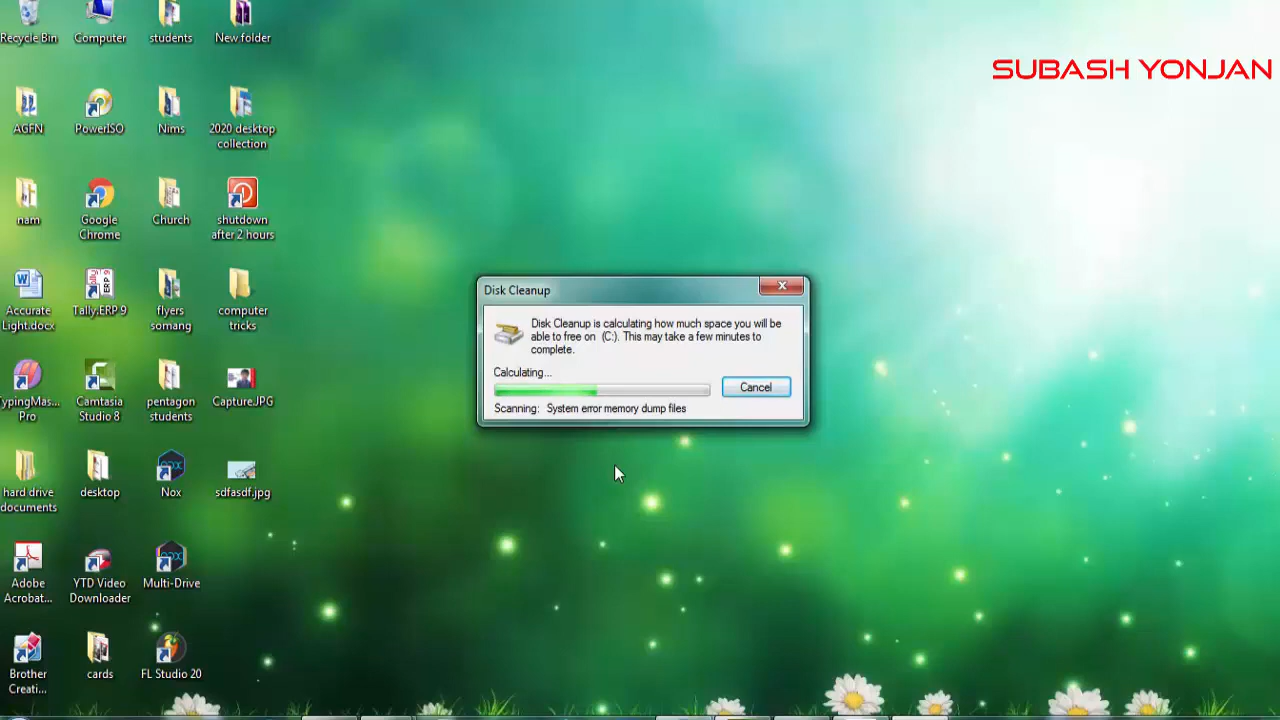 Recycle Bin
Computer
students
New folder
SUBASH YONJAN
AGFN
PowerISO
Nims
2020 desktop
collection
nam
Google
Chrome
Church
shutdown
after 2 hours
Accurate
Light.docx
Tally.ERP 9
flyers
somang
computer
tricks
Disk Cleanup
Disk Cleanup is calculating how much space you will be
able to free on (C:). This may take a few minutes to
complete.
Calculating...
Cancel
Scanning: System error memory dump files
TypingMas...
Pro
Camtasia
Studio 8
pentagon
students
Capture.JPG
hard drive
documents
desktop
Nox
sdfasdf.jpg
Adobe
Acrobat...
YTD Video
Downloader
Multi-Drive
Brother
Creati...
cards
FL Studio 20